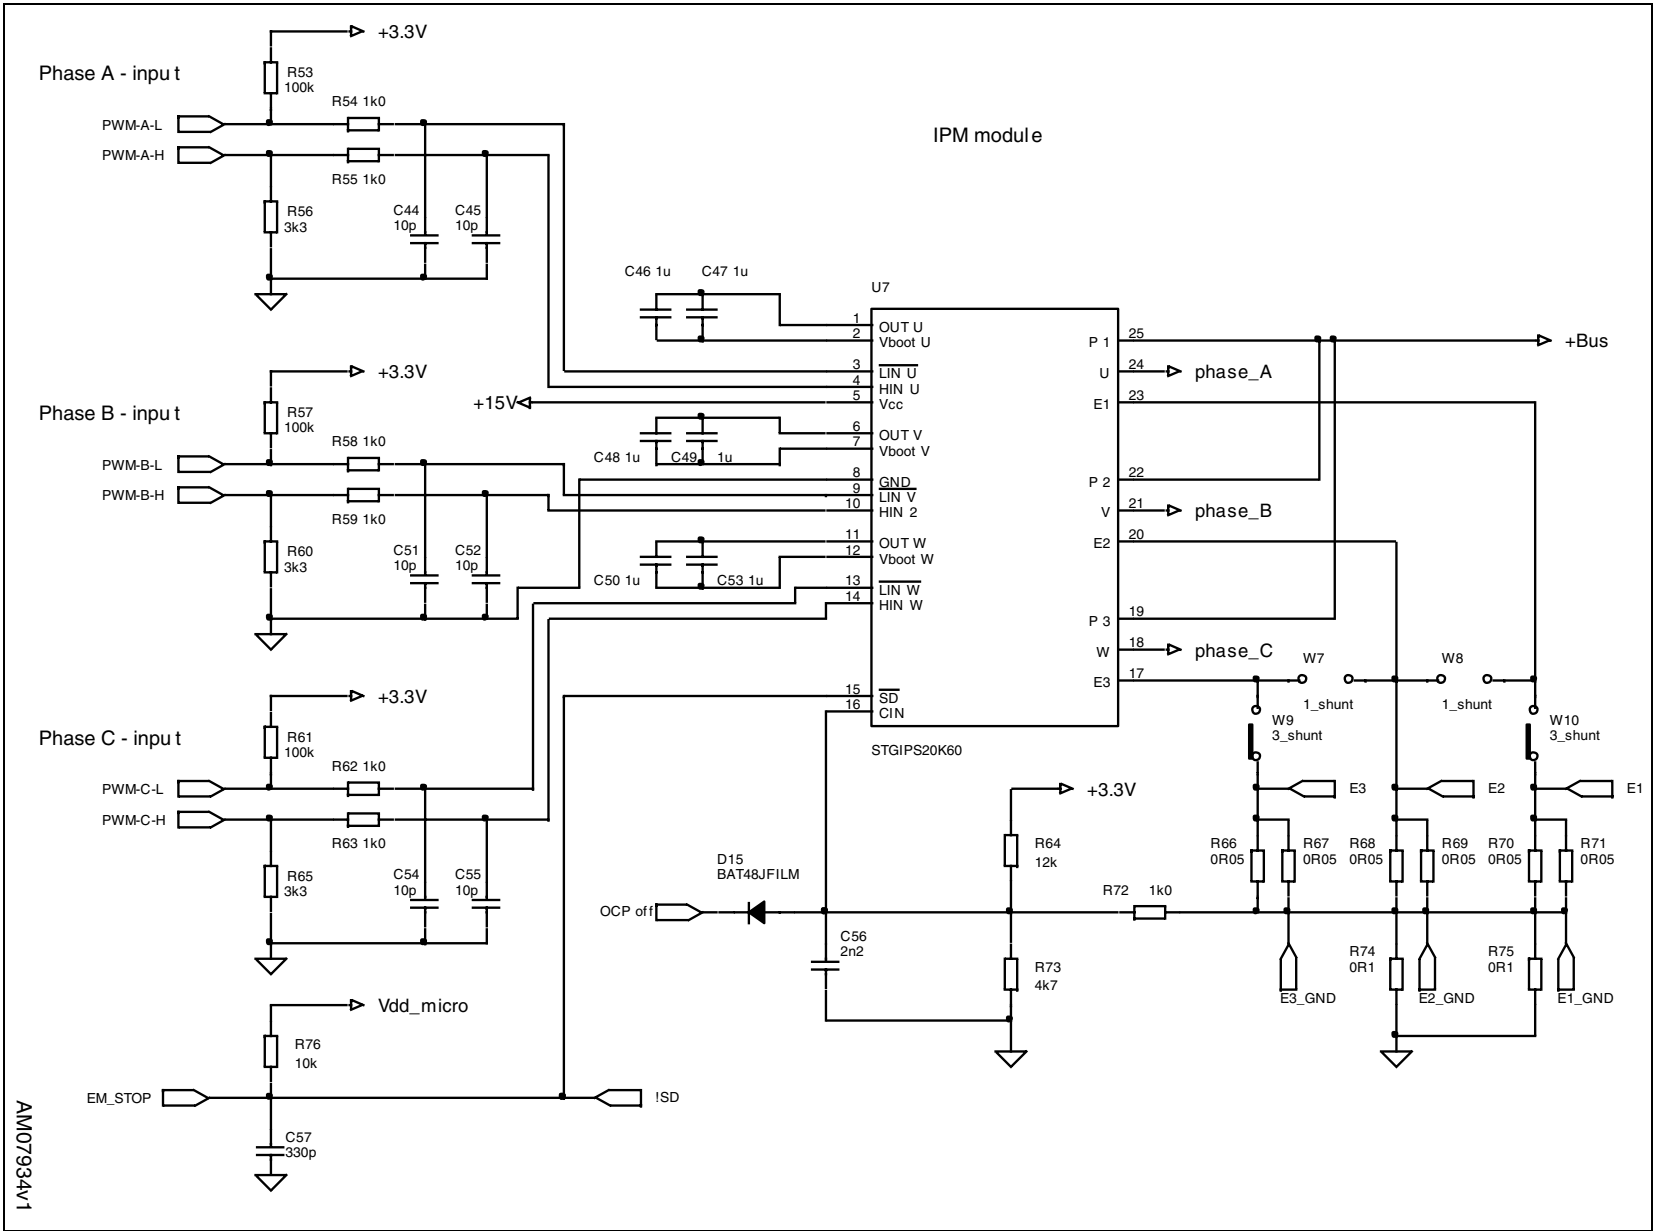 +3.3V
Phase A - input
R53
100k
R54 1k0
PWM-A-L
PWM-A-H
R55 1k0
R56
3k3
C44
10p
C45
10p
IPM module
C46 1u
C47 1u
U7
1
OUT U
2
Vboot U
3
LIN U
4
HIN U
5
Vcc
+15V
6
OUT V
7
Vboot V
8
GND
9
LIN V
10
HIN 2
11
OUT W
12
Vboot W
13
LIN W
14
HIN W
15
SD
16
CIN
STGIPS20K60
P 1
25
+Bus
U
24
phase_A
E1
23
P 2
22
V
21
phase_B
E2
20
P 3
19
W
18
phase_C
E3
17
+3.3V
Phase B - input
R57
100k
R58 1k0
PWM-B-L
PWM-B-H
R59 1k0
R60
3k3
C51
10p
C52
10p
C48 1u
C49
1u
C50 1u
C53 1u
+3.3V
Phase C - input
R61
100k
R62 1k0
PWM-C-L
PWM-C-H
R63 1k0
R65
3k3
C54
10p
C55
10p
W7
1_shunt
W8
1_shunt
W9
3_shunt
W10
3_shunt
E3
E2
E1
+3.3V
R64
12k
D15
BAT48JFILM
OCP off
C56
2n2
R73
4k7
R72 1k0
R66
0R05
R67
0R05
R68
0R05
R69
0R05
R70
0R05
R71
0R05
R74
0R1
R75
0R1
E3_GND
E2_GND
E1_GND
Vdd_micro
R76
10k
EM_STOP
!SD
C57
330p
AM07934v1